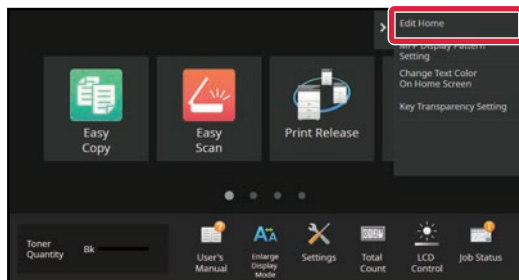 Edit Home
MFP Display Pattern
Setting
Change Text Color
On Home Screen
Key Transparency Setting
Easy
Copy
Easy
Scan
Print Release
Toner
Quantity
Bk
User's
Manual
Enlarge
Display
Mode
Settings
Total
Count
LCD
Control
Job Status